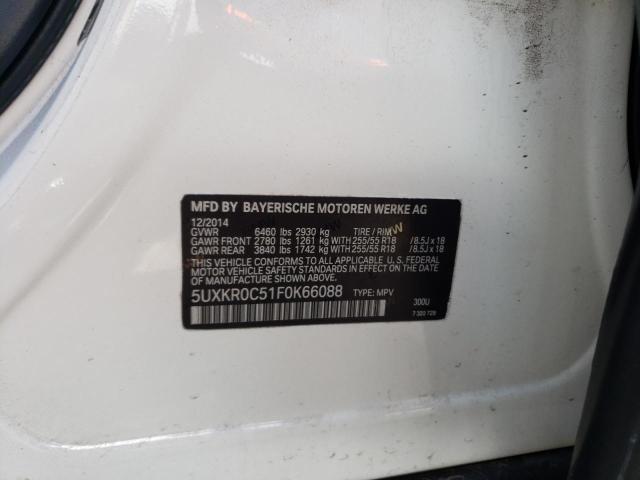 MFD BY BAYERISCHE MOTOREN WERKE AG
12/2014
GVWR 6460 lbs 2930 kg TIRE / RIM
GAWR FRONT 2780 lbs 1261 kg WITH 255/55 R18 /8.5J x 18
GAWR REAR 3840 lbs 1742 kg WITH 255/55 R18 /8.5J x 18
THIS VEHICLE CONFORMS TO ALL APPLICABLE U. S. FEDERAL
MOTOR VEHICLE SAFETY STANDARDS IN EFFECT ON THE DATE
OF MANUFACTURE SHOWN ABOVE.
5UXKR0C51F0K66088 TYPE: MPV
300U
7 300 729